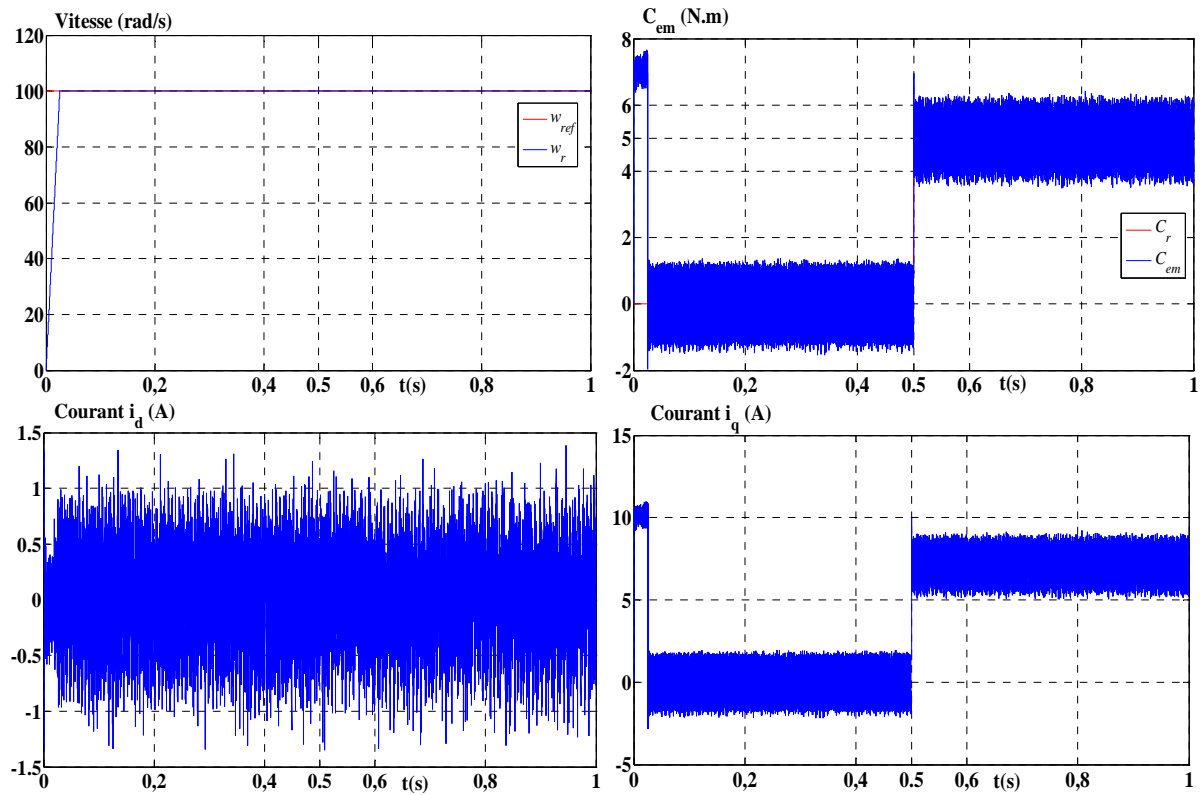 Vitesse (rad/s)
120
100
80
60
40
20
0
0 0,2 0,4 0.5 0,6 t(s) 0,8 1
w_ref
w_r
C_em (N.m)
8
6
4
2
0
-2
0 0,2 0,4 0.5 0,6 t(s) 0,8 1
C_r
C_em
Courant i_d (A)
1.5
1
0.5
0
-0.5
-1
-1.5
0 0,2 0,4 0.5 0,6 t(s) 0,8 1
Courant i_q (A)
15
10
5
0
-5
0 0,2 0,4 0.5 0,6 t(s) 0,8 1